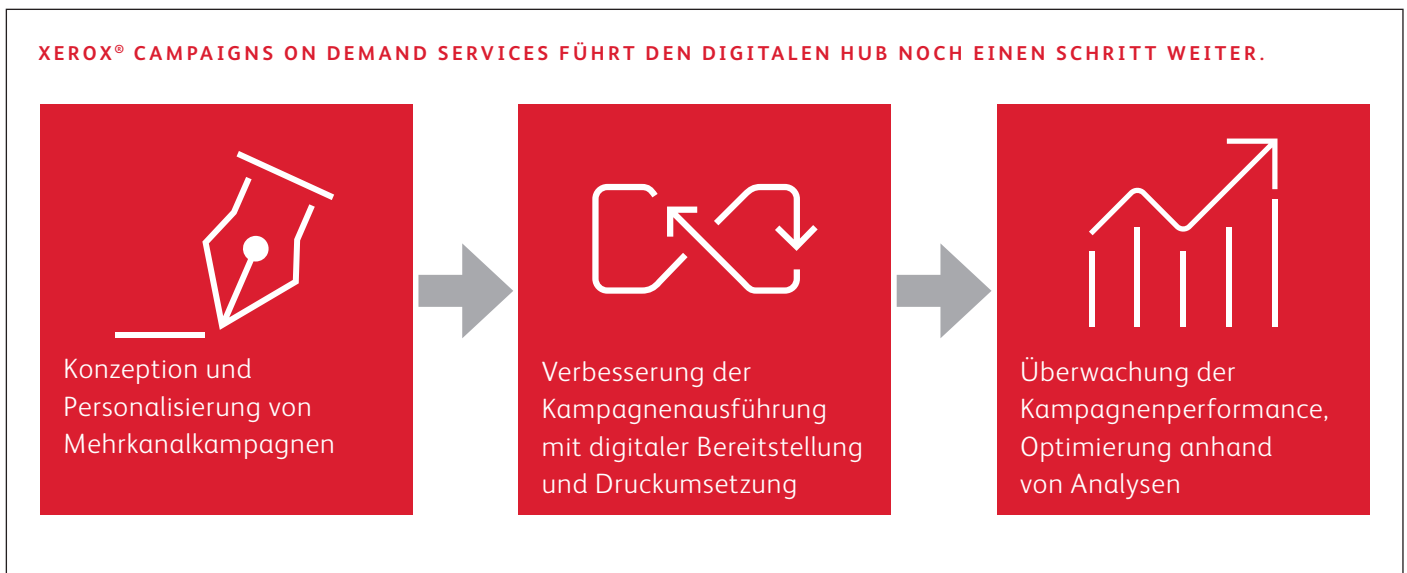 XEROX® CAMPAIGNS ON DEMAND SERVICES FÜHRT DEN DIGITALEN HUB NOCH EINEN SCHRITT WEITER.
Konzeption und
Personalisierung von
Mehrkanalkampagnen
Verbesserung der
Kampagnenausführung
mit digitaler Bereitstellung
und Druckumsetzung
Überwachung der
Kampagnenperformance,
Optimierung anhand
von Analysen